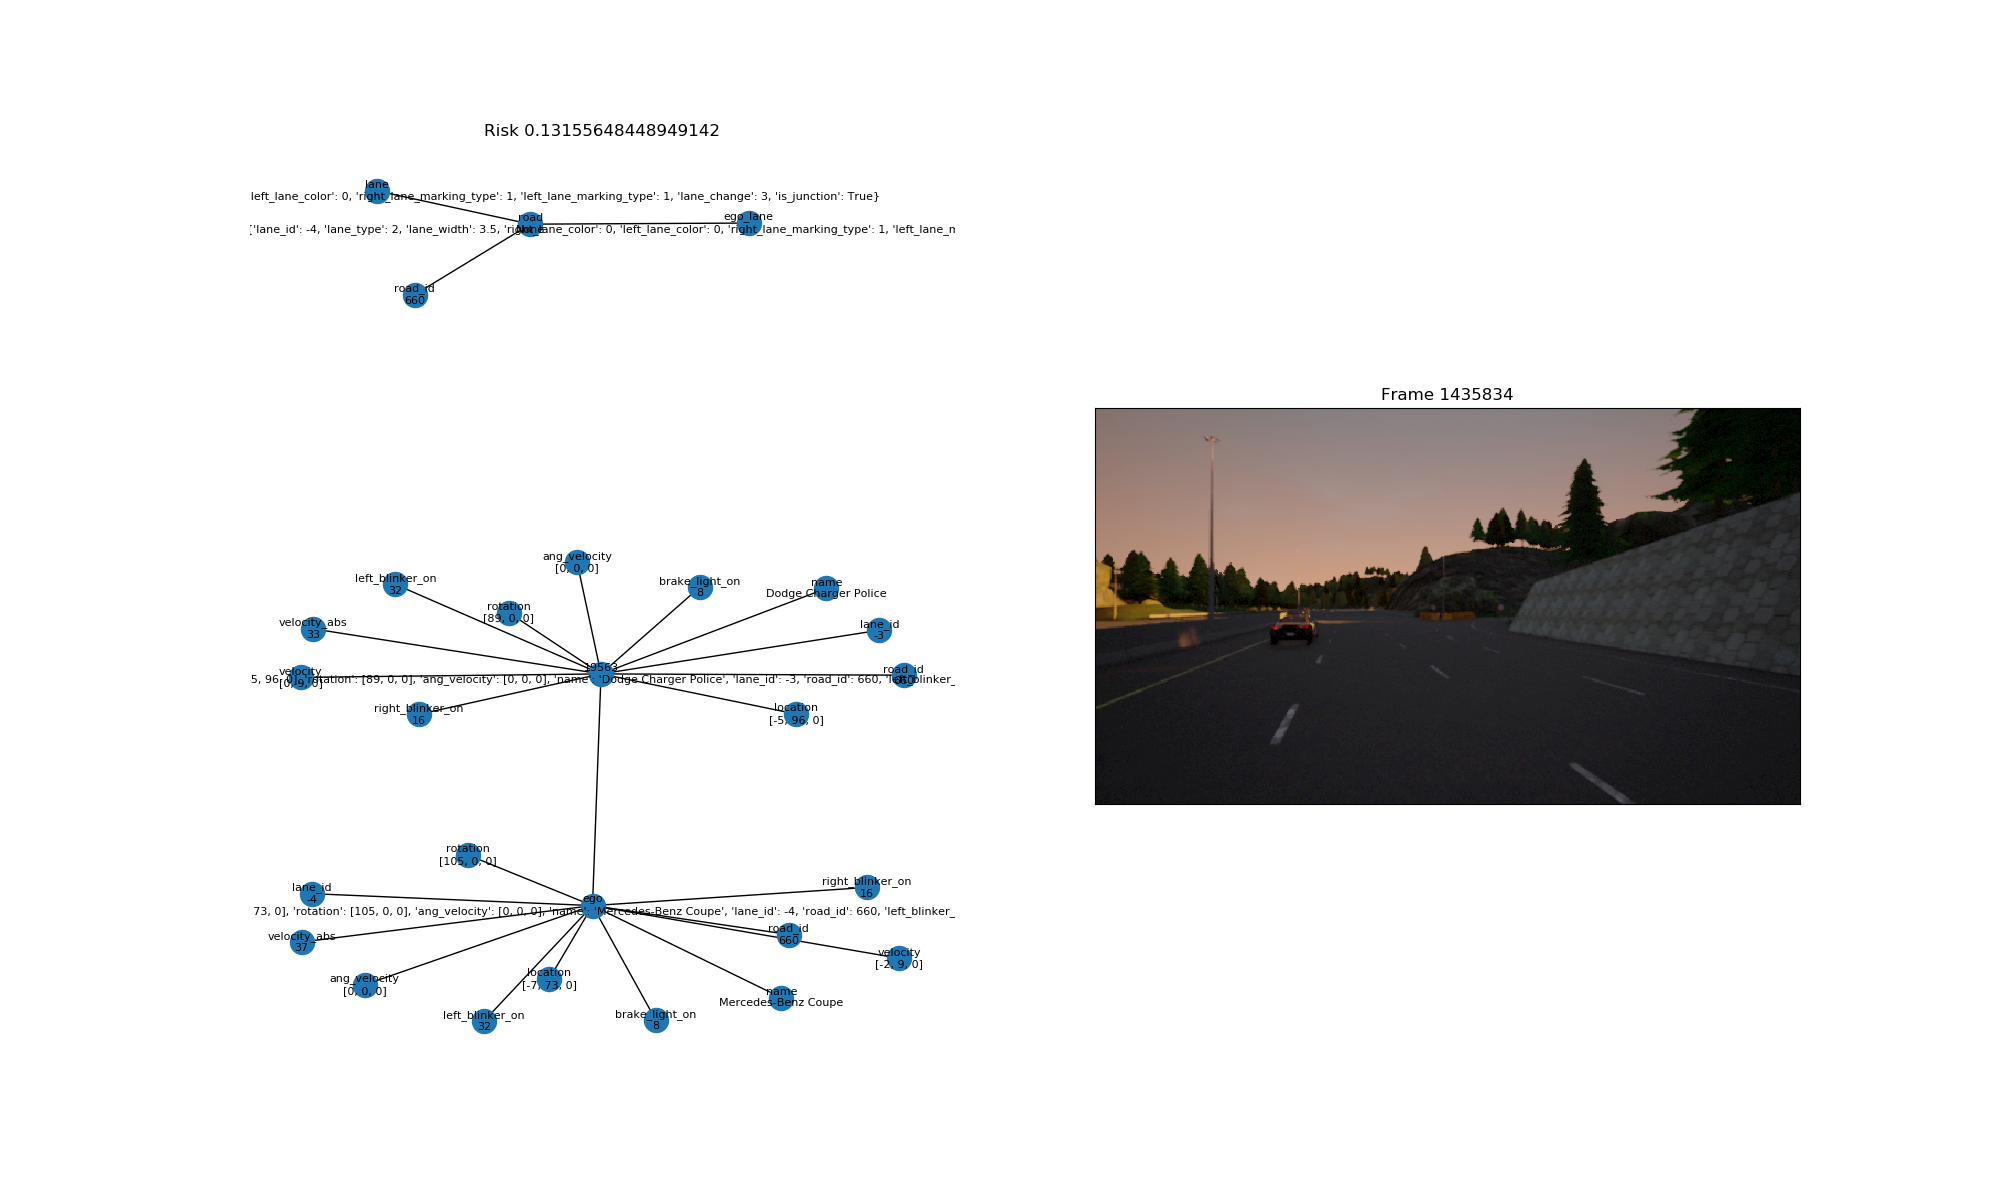 Risk 0.13155648448949142
lane
left_lane_color': 0, 'right_lane_marking_type': 1, 'left_lane_marking_type': 1, 'lane_change': 3, 'is_junction': True}
road
ego_lane
['lane_id': -4, 'lane_type': 2, 'lane_width': 3.5, 'right_lane_color': 0, 'left_lane_color': 0, 'right_lane_marking_type': 1, 'left_lane_n
road_id
660
Frame 1435834
ang_velocity
[0, 0, 0]
left_blinker_on
32
brake_light_on
8
name
Dodge Charger Police
rotation
[89, 0, 0]
velocity_abs
33
lane_id
-3
19563
velocity
[0, 9, 0]
road_id
660
5, 96, 0], 'rotation': [89, 0, 0], 'ang_velocity': [0, 0, 0], 'name': 'Dodge Charger Police', 'lane_id': -3, 'road_id': 660, 'left_blinker_
right_blinker_on
16
location
[-5, 96, 0]
rotation
[105, 0, 0]
lane_id
-4
right_blinker_on
16
ego
73, 0], 'rotation': [105, 0, 0], 'ang_velocity': [0, 0, 0], 'name': 'Mercedes-Benz Coupe', 'lane_id': -4, 'road_id': 660, 'left_blinker_
velocity_abs
37
road_id
660
velocity
[-2, 9, 0]
ang_velocity
[0, 0, 0]
location
[-7, 73, 0]
name
Mercedes-Benz Coupe
left_blinker_on
32
brake_light_on
8